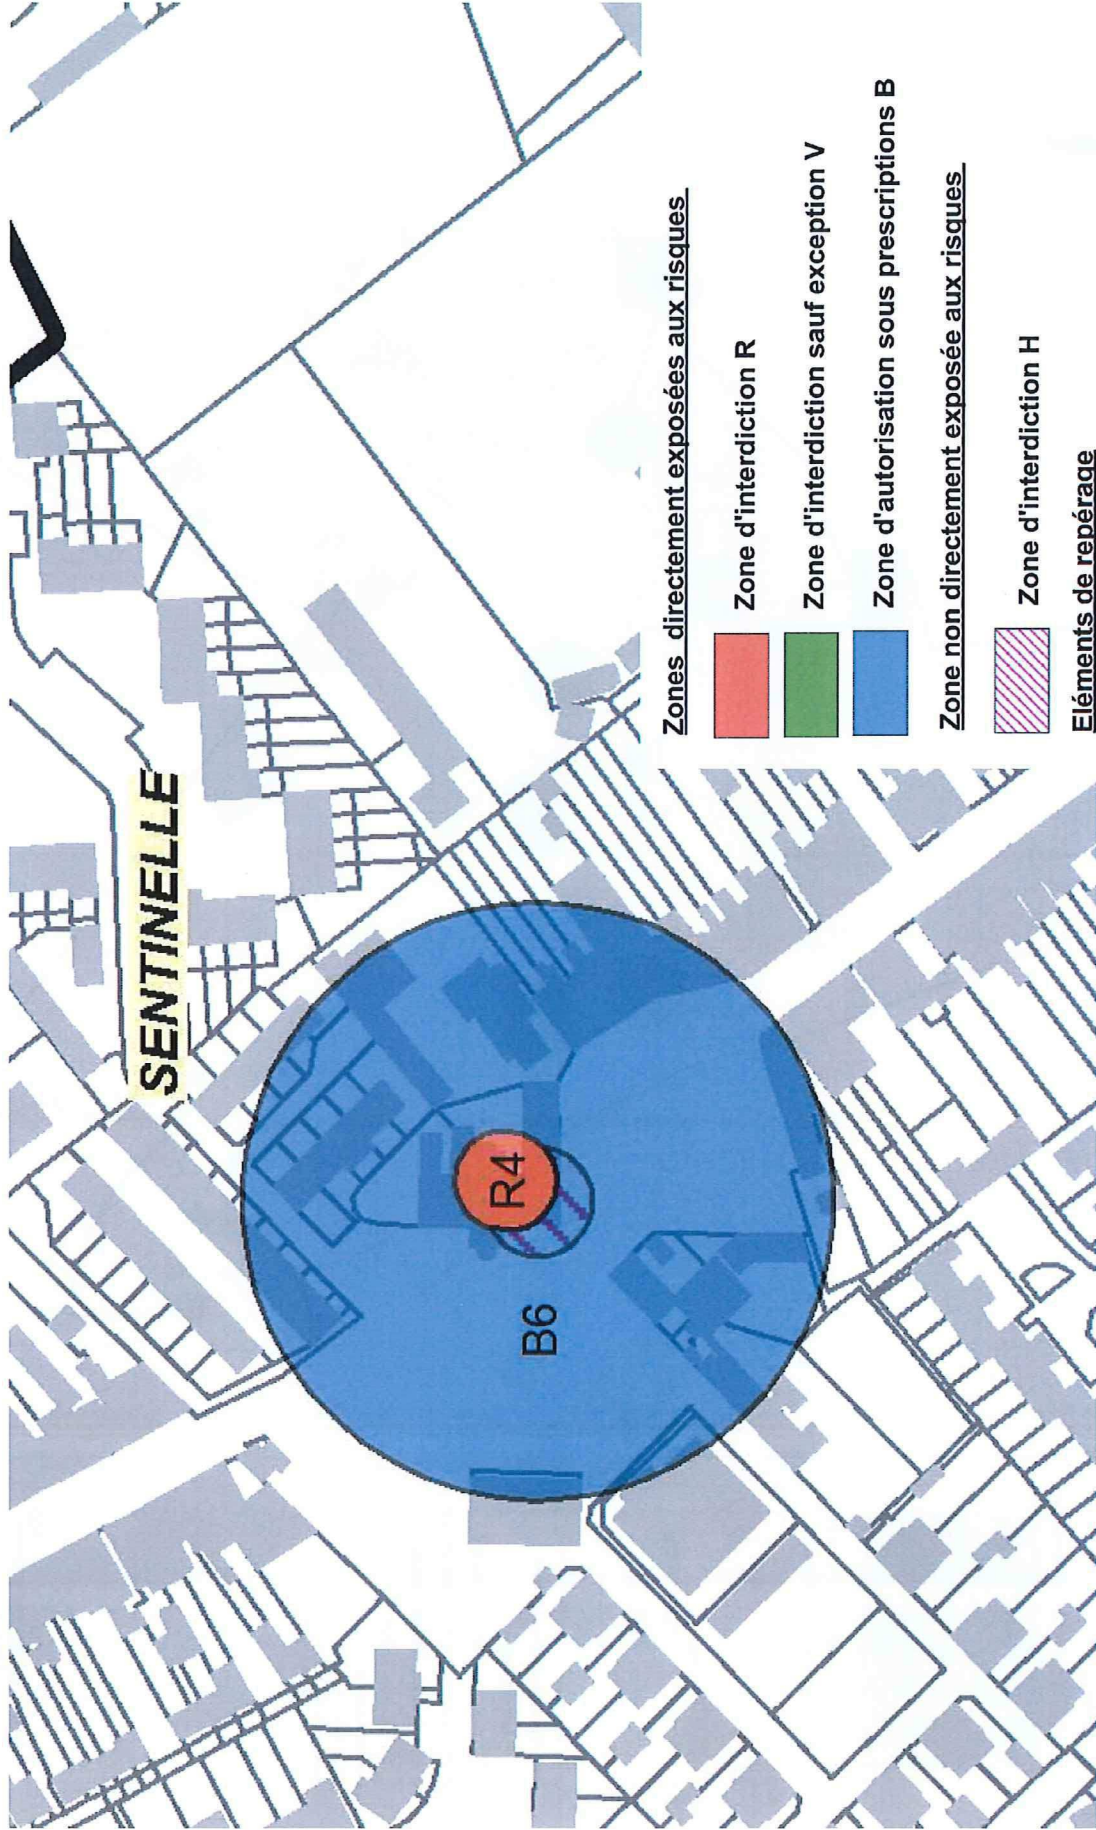 SENTINELLE
R4
B6
Zones directement exposées aux risques
Zone d'interdiction R
Zone d'interdiction sauf exception V
Zone d'autorisation sous prescriptions B
Zone non directement exposée aux risques
Zone d'interdiction H
Eléments de repérage